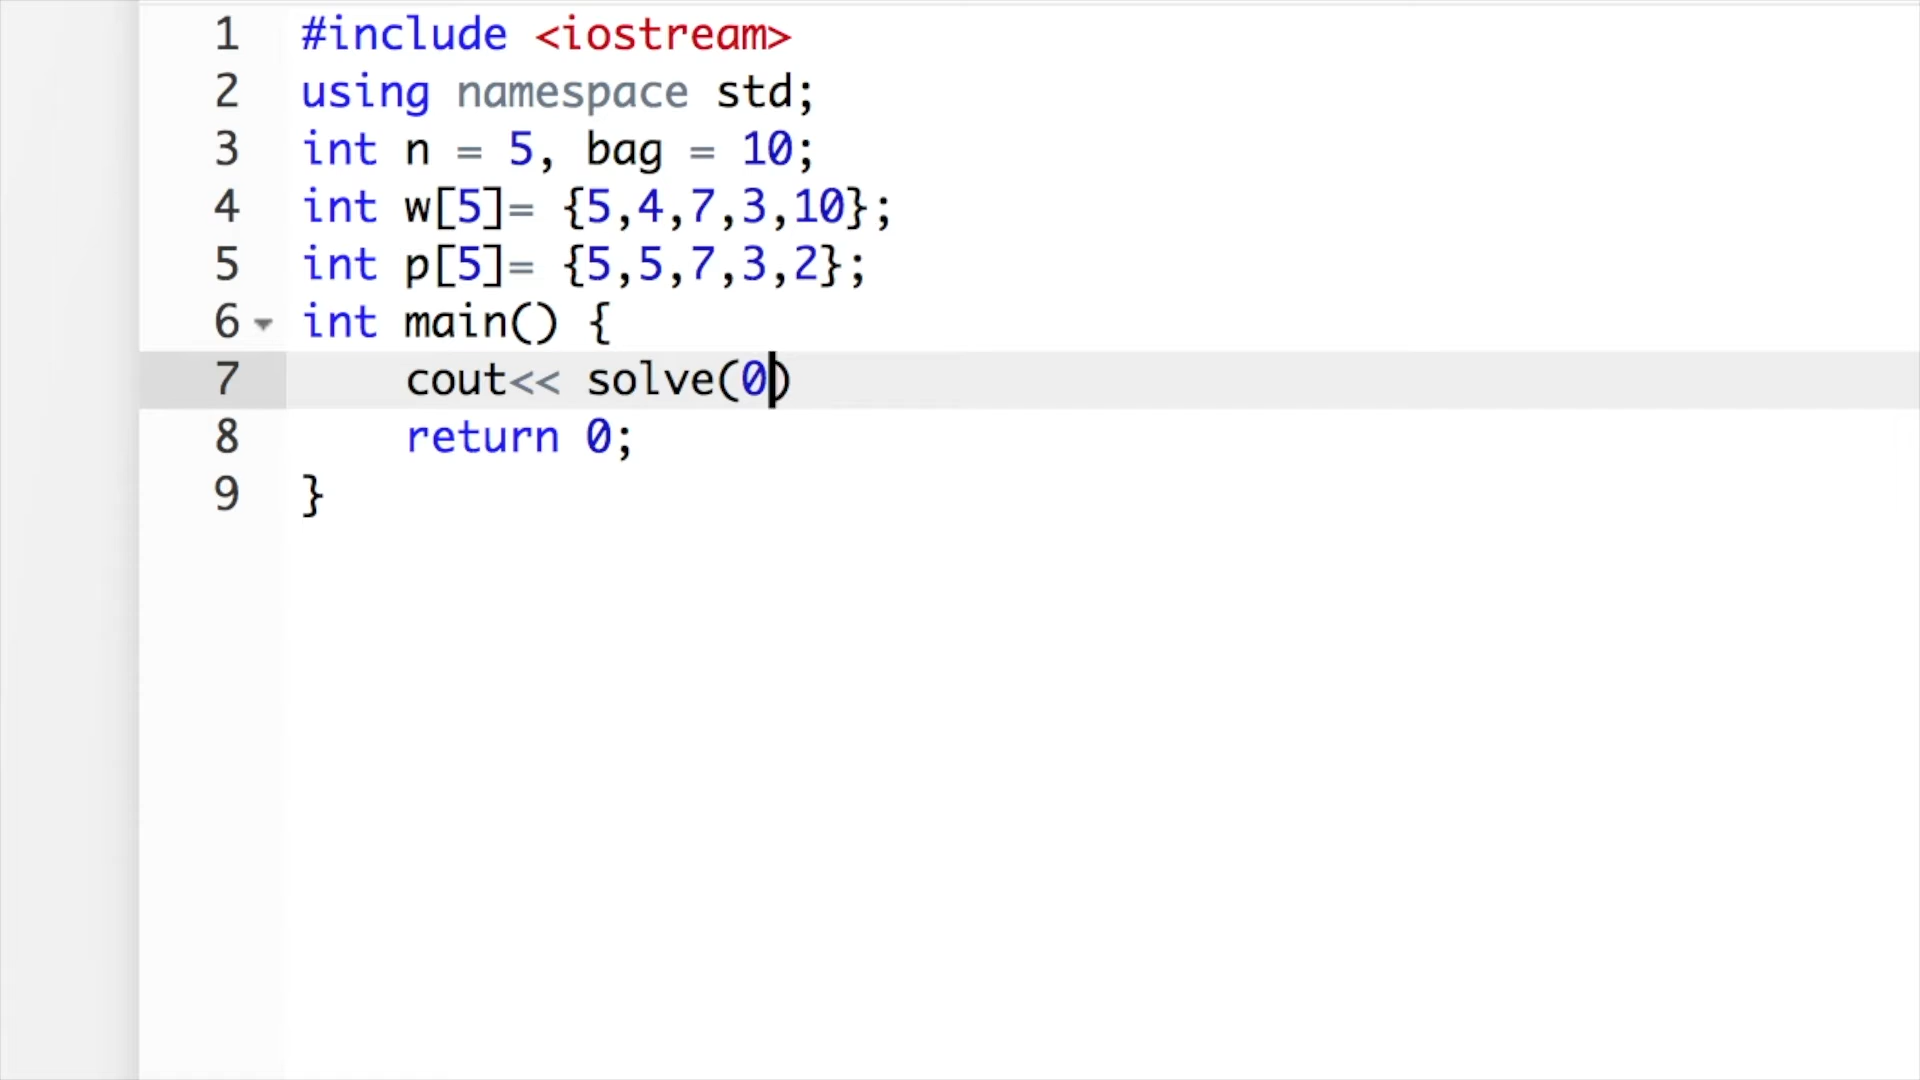 1 #include <iostream>
2 using namespace std;
3 int n = 5, bag = 10;
4 int w[5]= {5,4,7,3,10};
5 int p[5]= {5,5,7,3,2};
6 int main() {
7 cout<< solve(0)
8 return 0;
9 }